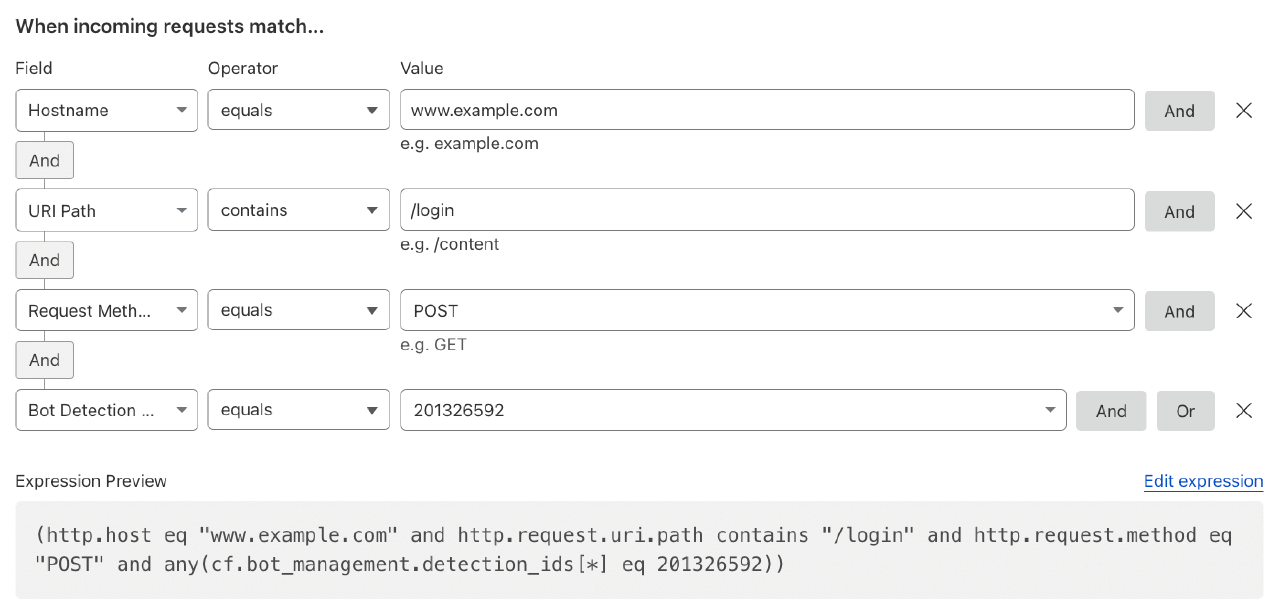 When incoming requests match...
Field Operator Value
Hostname equals www.example.com And
e.g. example.com
And
URI Path contains /login And
e.g. /content
And
Request Meth... equals POST And
e.g. GET
And
Bot Detection ... equals 201326592 And Or
Expression Preview Edit expression
(http.host eq "www.example.com" and http.request.uri.path contains "/login" and http.request.method eq
"POST" and any(cf.bot_management.detection_ids[*] eq 201326592))